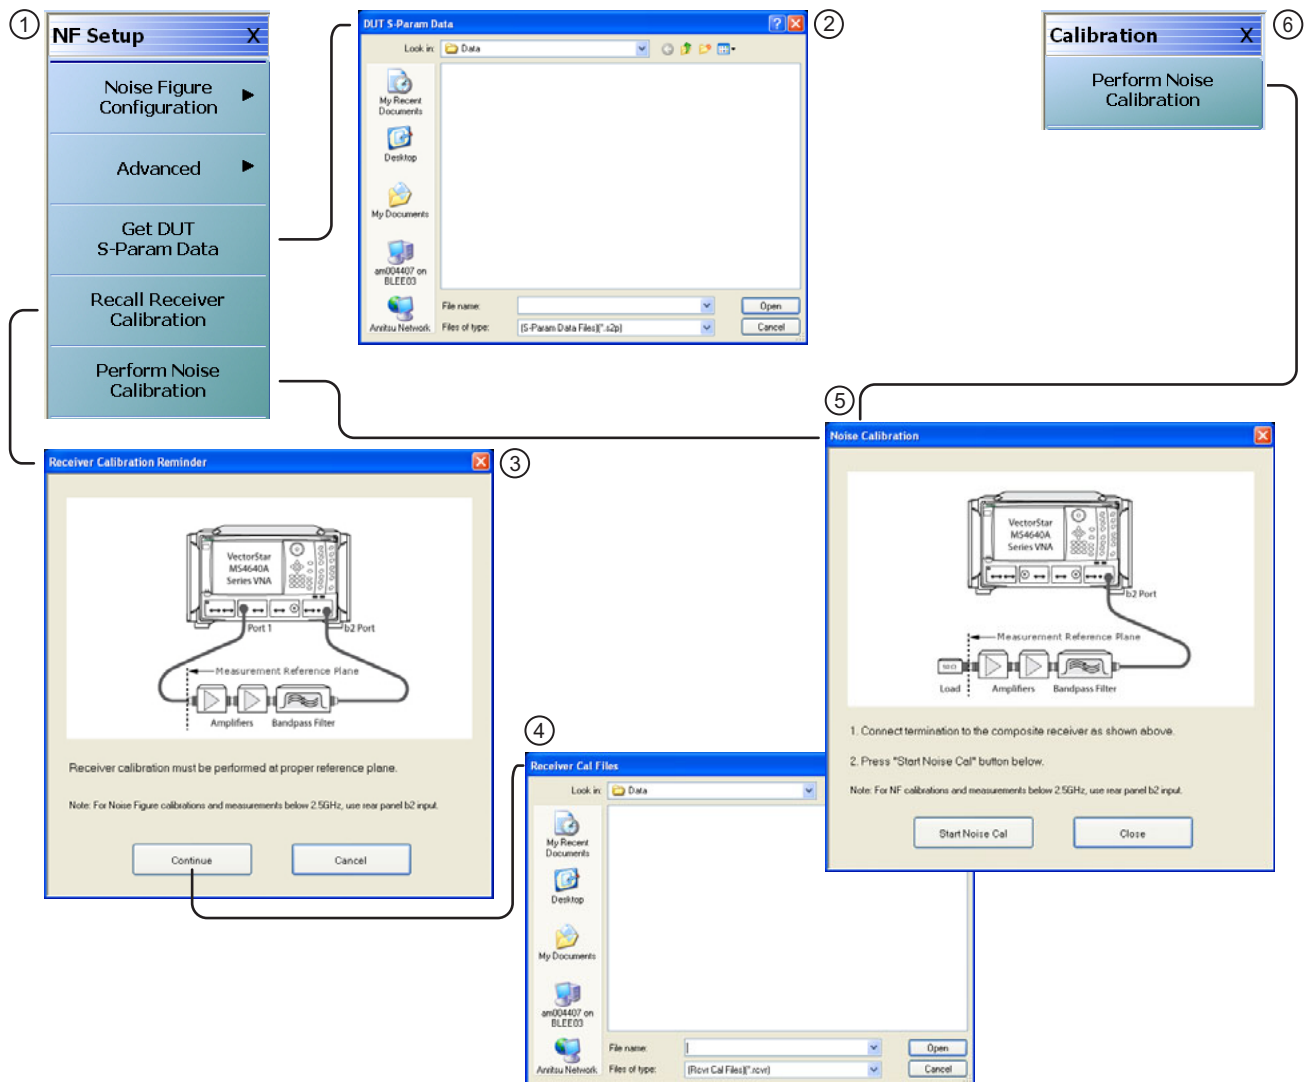 1
NF Setup X
Noise Figure
Configuration
Advanced
Get DUT
S-Param Data
Recall Receiver
Calibration
Perform Noise
Calibration
DUT S-Param Data
2
Look in: Data
My Recent
Documents
Desktop
My Documents
am004407 on
BLEE03
Anritsu Network
File name:
Open
Files of type: (S-Param Data Files)(*.s2p)
Cancel
6
Calibration X
Perform Noise
Calibration
3
Receiver Calibration Reminder
VectorStar
MS4640A
Series VNA
Port 1
b2 Port
Measurement Reference Plane
Amplifiers
Bandpass Filter
Receiver calibration must be performed at proper reference plane.
Note: For Noise Figure calibrations and measurements below 2.5GHz, use rear panel b2 input.
Continue
Cancel
4
Receiver Cal Files
Look in: Data
My Recent
Documents
Desktop
My Documents
am004407 on
BLEE03
Anritsu Network
File name:
Open
Files of type: (Rcvr Cal Files)(*.rcvr)
Cancel
5
Noise Calibration
VectorStar
MS4640A
Series VNA
b2 Port
Measurement Reference Plane
50 Ω
Load
Amplifiers
Bandpass Filter
1. Connect termination to the composite receiver as shown above.
2. Press "Start Noise Cal" button below.
Note: For NF calibrations and measurements below 2.5GHz, use rear panel b2 input.
Start Noise Cal
Close